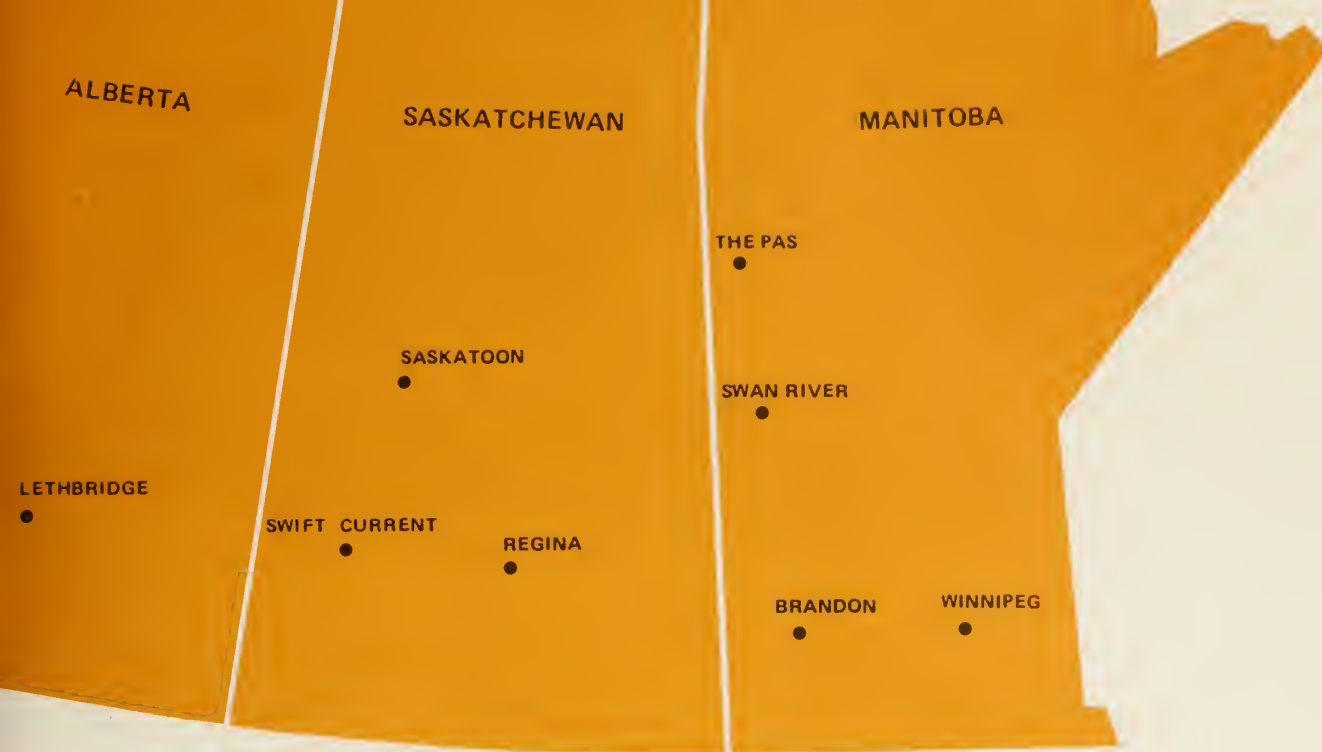 ALBERTA
SASKATCHEWAN
MANITOBA
THE PAS
SASKATOON
SWAN RIVER
LETHBRIDGE
SWIFT CURRENT
REGINA
BRANDON
WINNIPEG